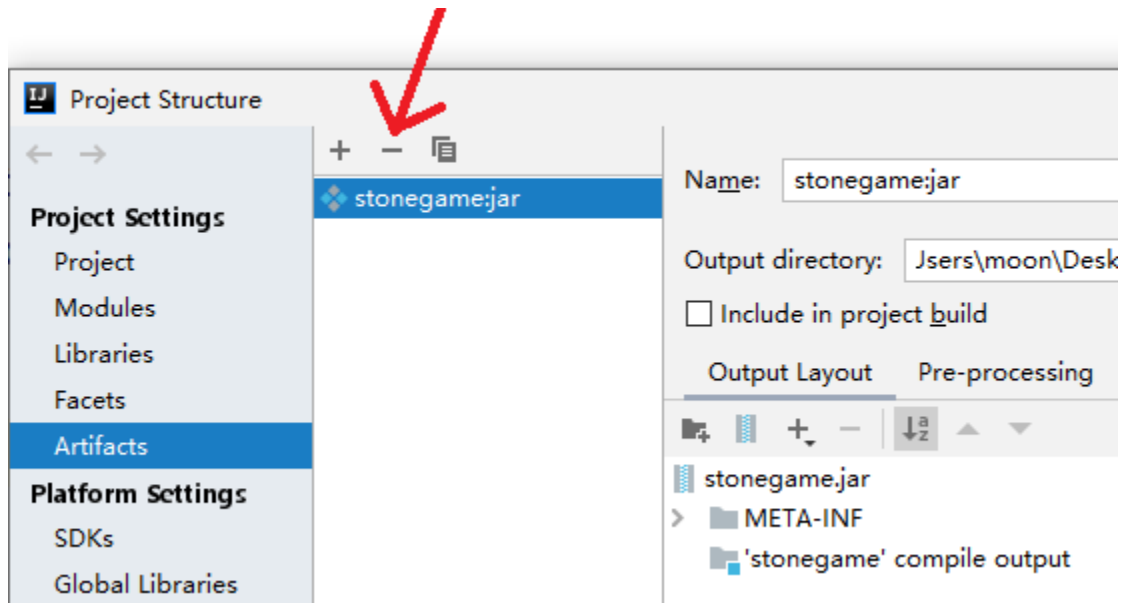 Project Structure
Project Settings
Project
Modules
Libraries
Facets
Artifacts
Platform Settings
SDKs
Global Libraries
stonegame:jar
Name: stonegame:jar
Output directory: Jsers\moon\Desk
Include in project build
Output Layout Pre-processing
stonegame.jar
META-INF
'stonegame' compile output